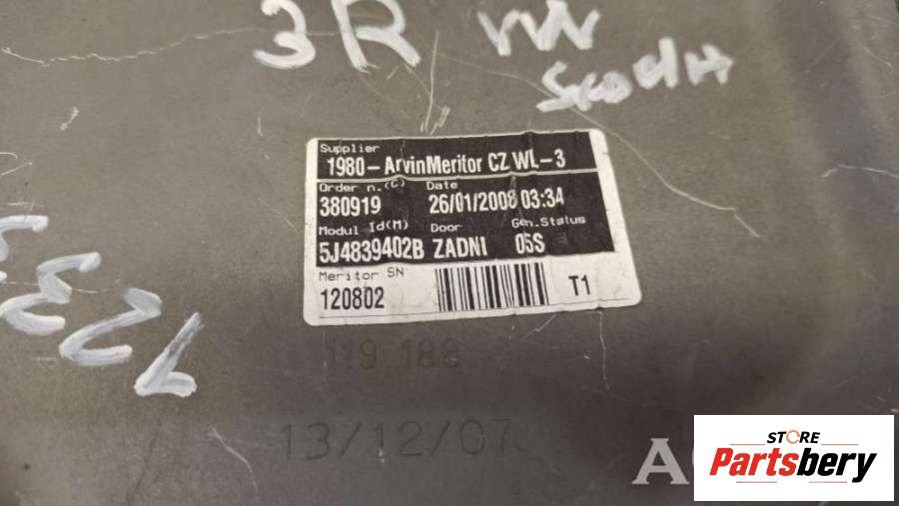 3R VW
SKODA
Supplier
1980-ArvinMeritor CZ WL-3
Order n.(C) Date
380919 26/01/2008 03:34
Modul Id(M) Door Gen.Status
5J4839402B ZADNI 05S
Meritor SN
120802 T1
119 188
13/12/07
STORE
Partsbery